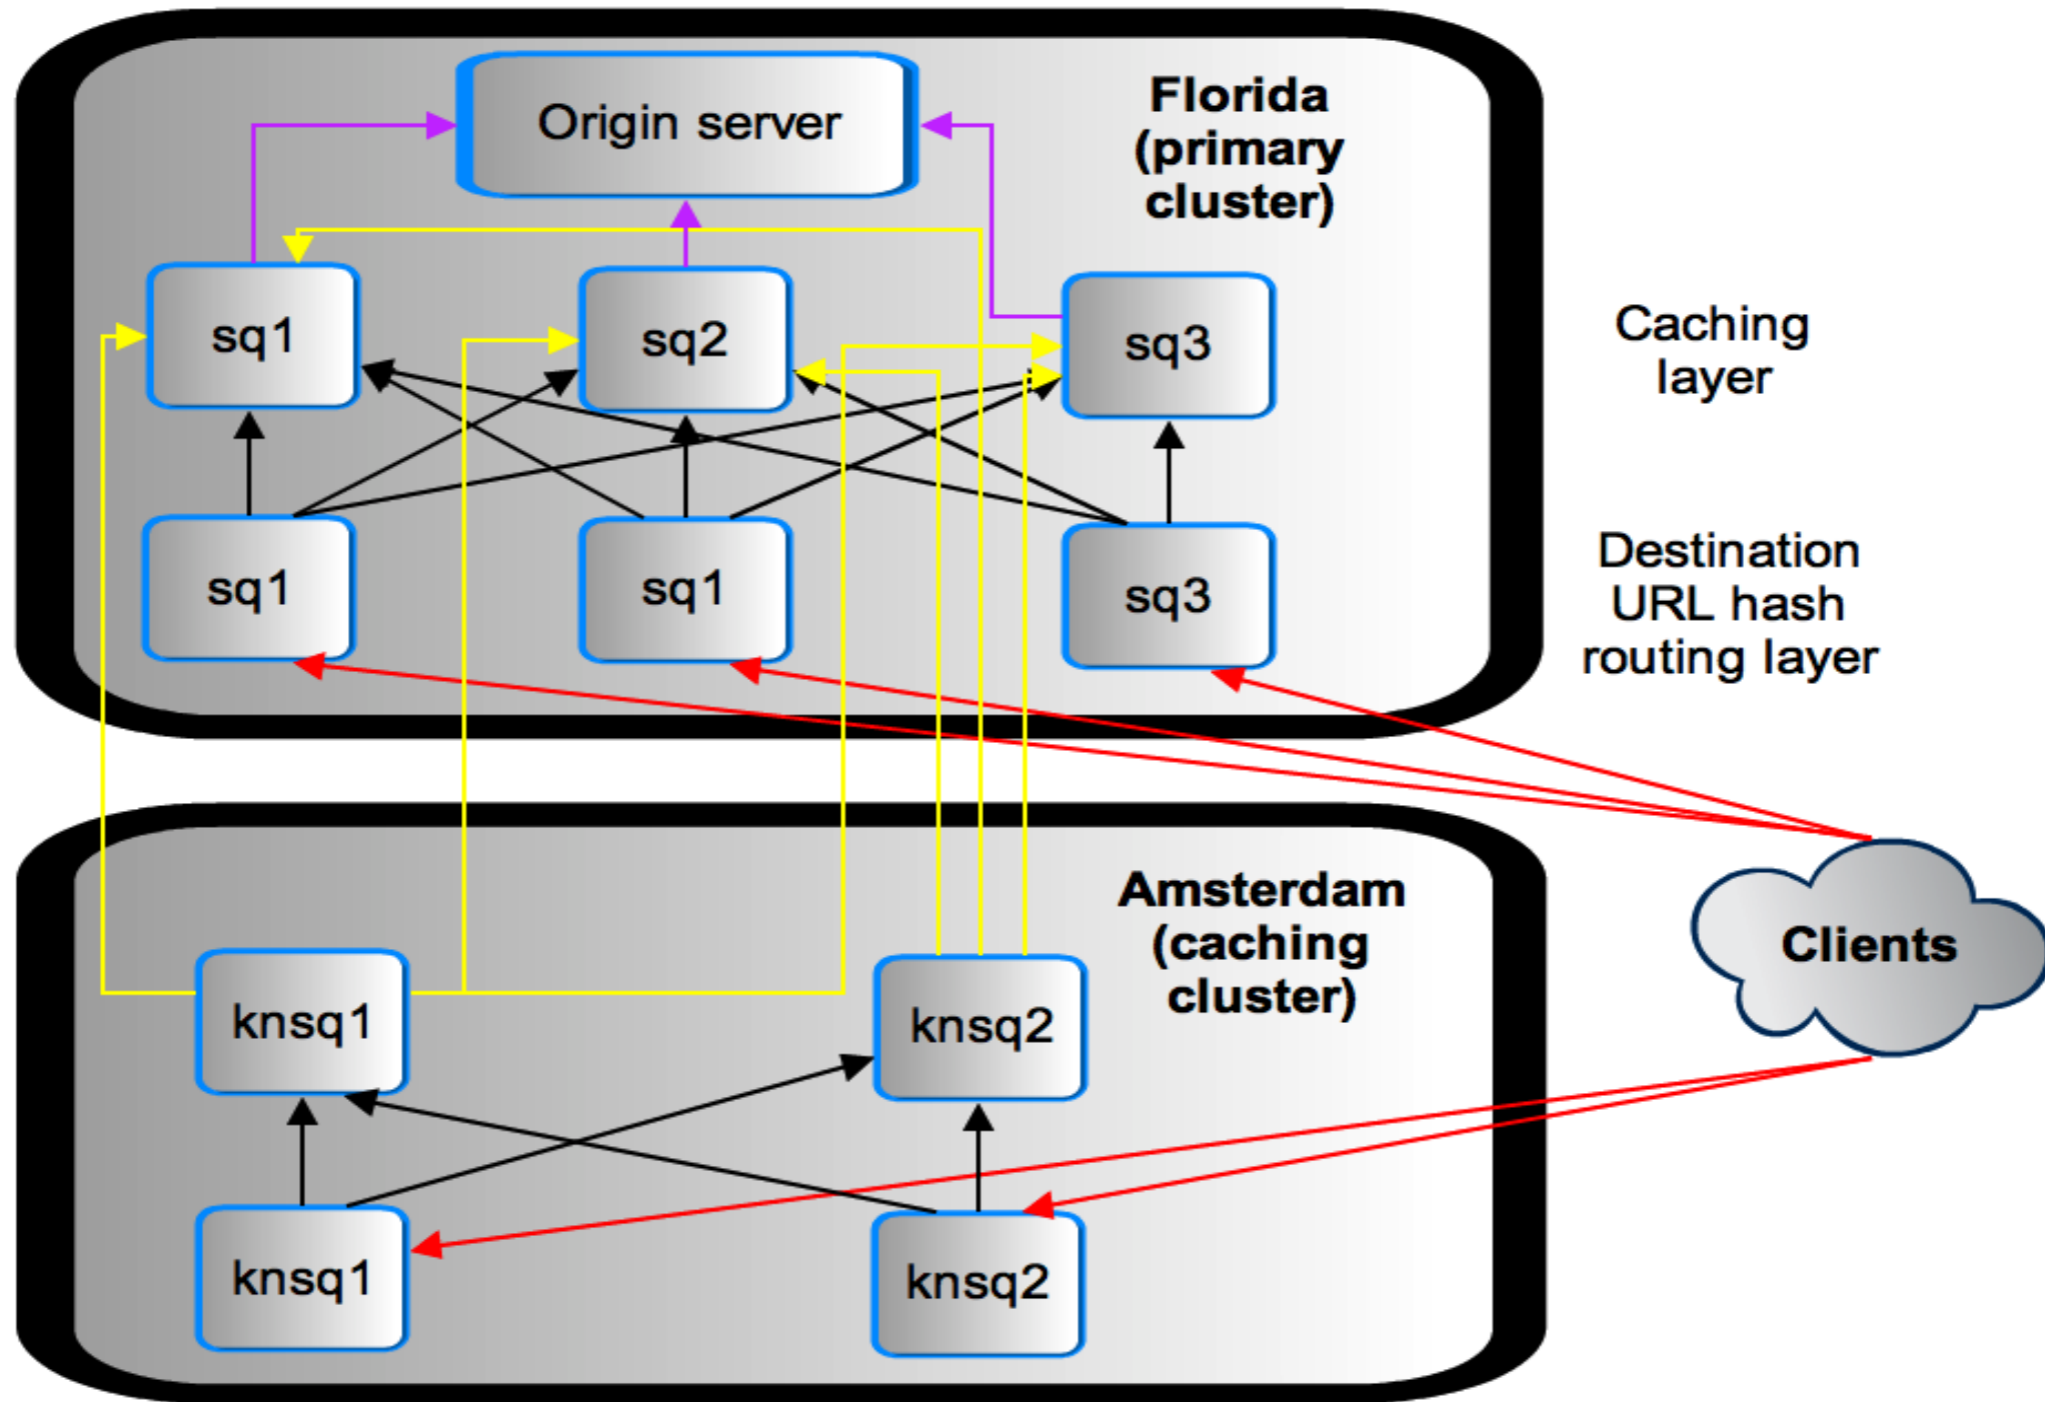 Origin server
Florida
(primary
cluster)
sq1
sq2
sq3
Caching
layer
sq1
sq1
sq3
Destination
URL hash
routing layer
Amsterdam
(caching
cluster)
Clients
knsq1
knsq2
knsq1
knsq2